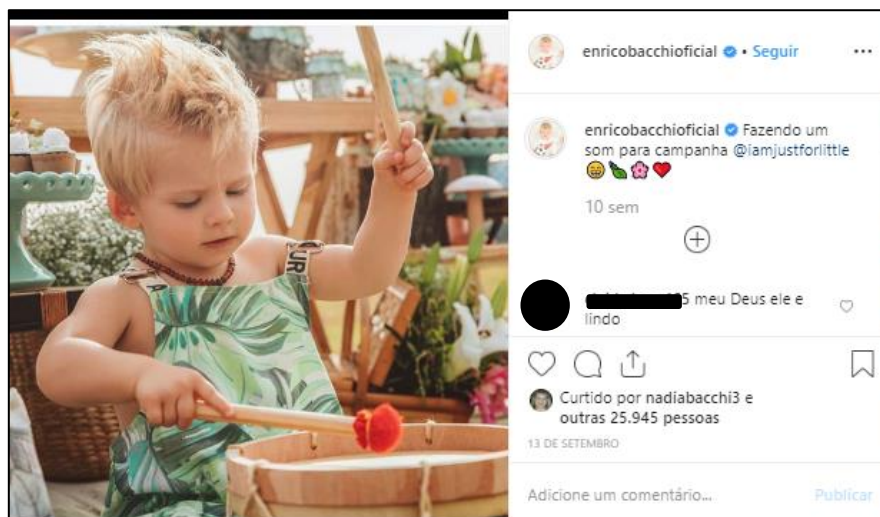 enricobacchioficial • Seguir
enricobacchioficial Fazendo um
som para campanha @iamjustforlittle
10 sem
5 meu Deus ele e
lindo
Curtido por nadiabacchi3 e
outras 25.945 pessoas
13 DE SETEMBRO
Adicione um comentário... Publicar